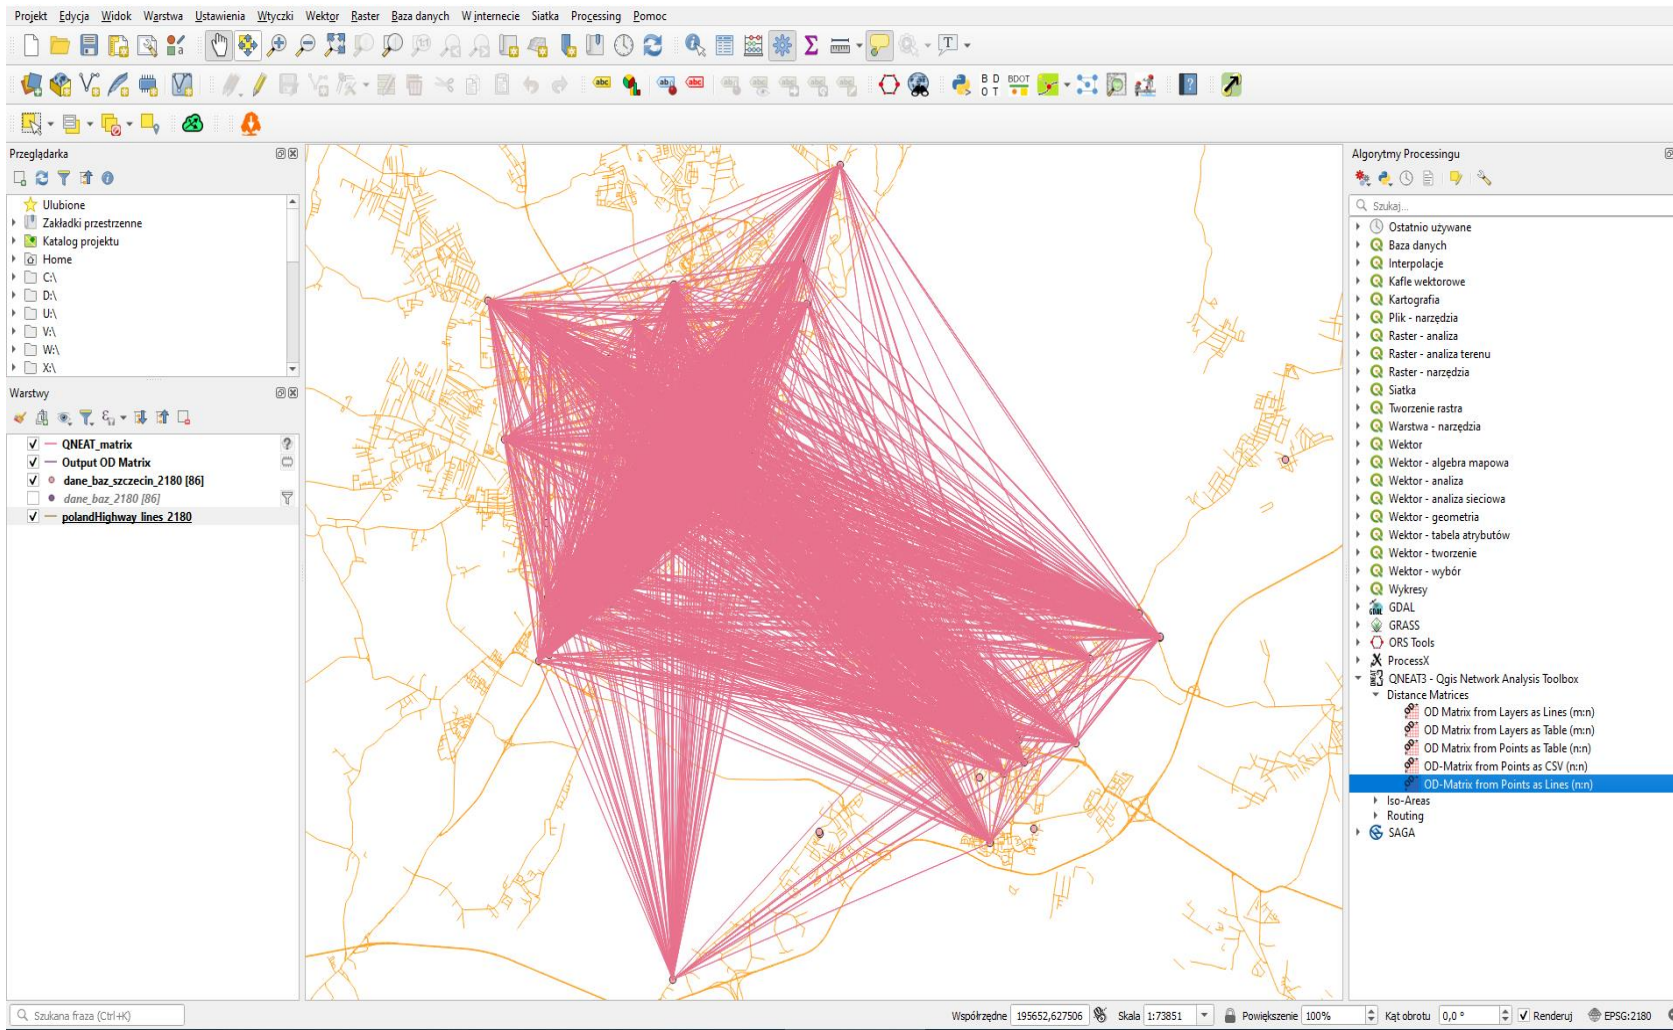 Projekt Edycja Widok Warstwa Ustawienia Wtyczki Wektor Raster Baza danych W internecie Siatka Processing Pomoc
Przeglądarka
Ulubione
Zakładki przestrzenne
Katalog projektu
Home
C:\
D:\
U:\
V:\
W:\
X:\
Warstwy
QNEAT_matrix
Output OD Matrix
dane_baz_szczecin_2180 [86]
dane_baz_2180 [86]
polandHighway_lines_2180
Szukana fraza (Ctrl+K)
Algorytmy Processingu
Szukaj...
Ostatnio używane
Baza danych
Interpolacje
Kafle wektorowe
Kartografia
Plik - narzędzia
Raster - analiza
Raster - analiza terenu
Raster - narzędzia
Siatka
Tworzenie rastra
Warstwa - narzędzia
Wektor
Wektor - algebra mapowa
Wektor - analiza
Wektor - analiza sieciowa
Wektor - geometria
Wektor - tabela atrybutów
Wektor - tworzenie
Wektor - wybór
Wykresy
GDAL
GRASS
ORS Tools
ProcessX
QNEAT3 - Qgis Network Analysis Toolbox
Distance Matrices
OD Matrix from Layers as Lines (m:n)
OD Matrix from Layers as Table (m:n)
OD Matrix from Points as Table (n:n)
OD-Matrix from Points as CSV (n:n)
OD-Matrix from Points as Lines (n:n)
Iso-Areas
Routing
SAGA
Współrzędne 195652,627506 Skala 1:73851 Powiększenie 100% Kąt obrotu 0,0 ° Renderuj EPSG:2180